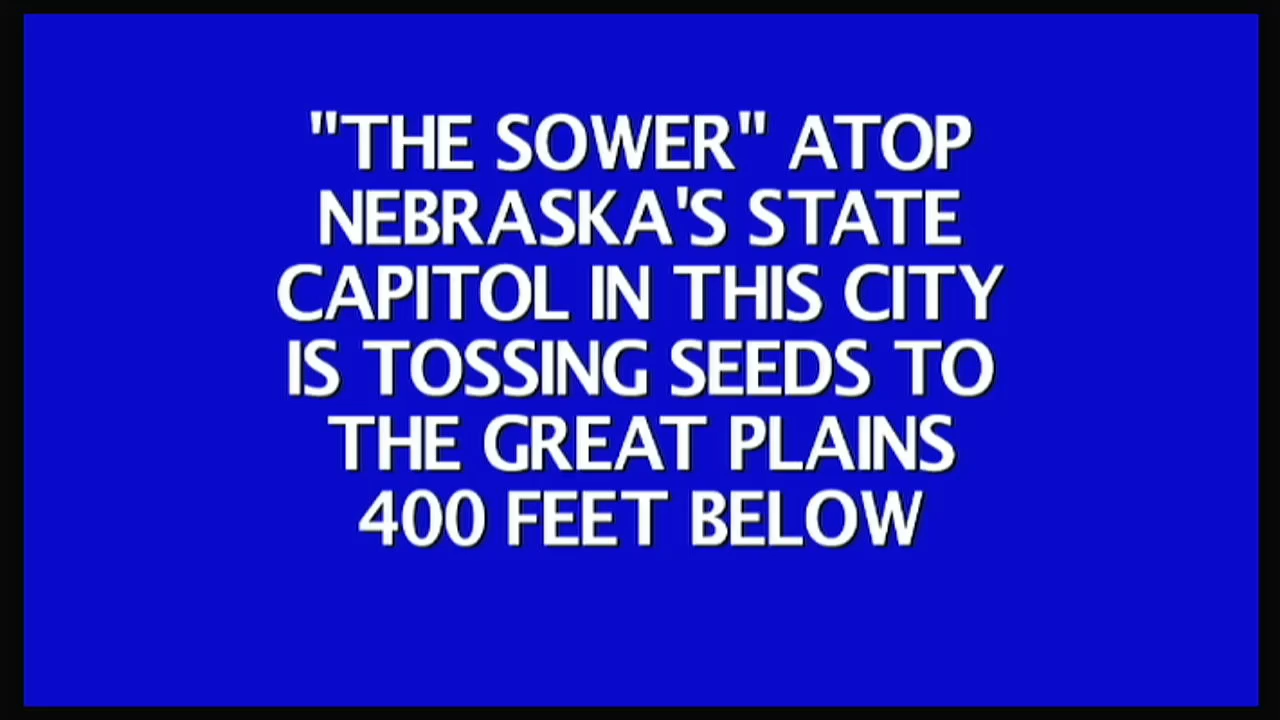 "THE SOWER" ATOP
NEBRASKA'S STATE
CAPITOL IN THIS CITY
IS TOSSING SEEDS TO
THE GREAT PLAINS
400 FEET BELOW